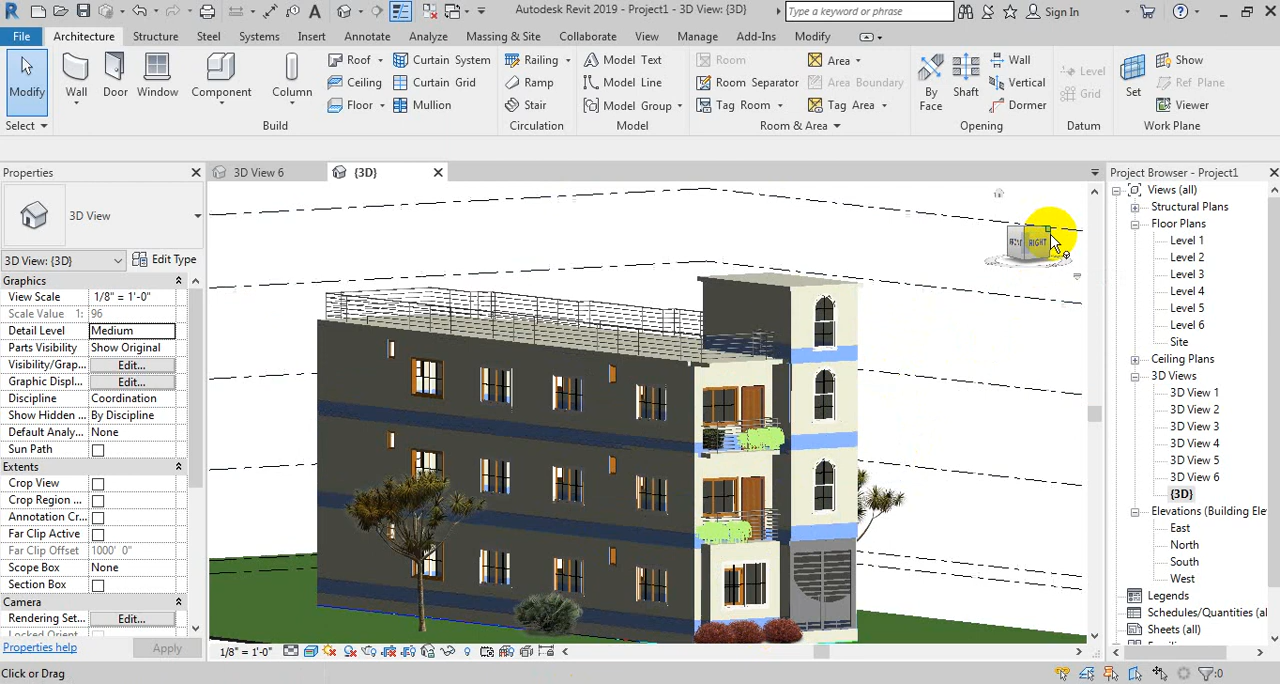 Autodesk Revit 2019 - Project1 - 3D View: {3D}
Type a keyword or phrase
Sign In
File
Architecture
Structure
Steel
Systems
Insert
Annotate
Analyze
Massing & Site
Collaborate
View
Manage
Add-Ins
Modify
Modify
Select
Wall
Door
Window
Component
Column
Roof
Ceiling
Floor
Curtain System
Curtain Grid
Mullion
Build
Railing
Ramp
Stair
Circulation
Model Text
Model Line
Model Group
Model
Room
Room Separator
Tag Room
Area
Area Boundary
Tag Area
Room & Area
By
Face
Shaft
Wall
Vertical
Dormer
Opening
Level
Grid
Datum
Set
Show
Ref Plane
Viewer
Work Plane
Properties
3D View
3D View: {3D}
Edit Type
Graphics
View Scale 1/8" = 1'-0"
Scale Value 1: 96
Detail Level Medium
Parts Visibility Show Original
Visibility/Grap... Edit...
Graphic Displ... Edit...
Discipline Coordination
Show Hidden ... By Discipline
Default Analy... None
Sun Path
Extents
Crop View
Crop Region ...
Annotation Cr...
Far Clip Active
Far Clip Offset 1000' 0"
Scope Box None
Section Box
Camera
Rendering Set... Edit...
Locked Orient...
Properties help
Apply
3D View 6
{3D}
RIGHT
1/8" = 1'-0"
Project Browser - Project1
Views (all)
Structural Plans
Floor Plans
Level 1
Level 2
Level 3
Level 4
Level 5
Level 6
Site
Ceiling Plans
3D Views
3D View 1
3D View 2
3D View 3
3D View 4
3D View 5
3D View 6
{3D}
Elevations (Building Ele
East
North
South
West
Legends
Schedules/Quantities (al
Sheets (all)
Click or Drag
:0